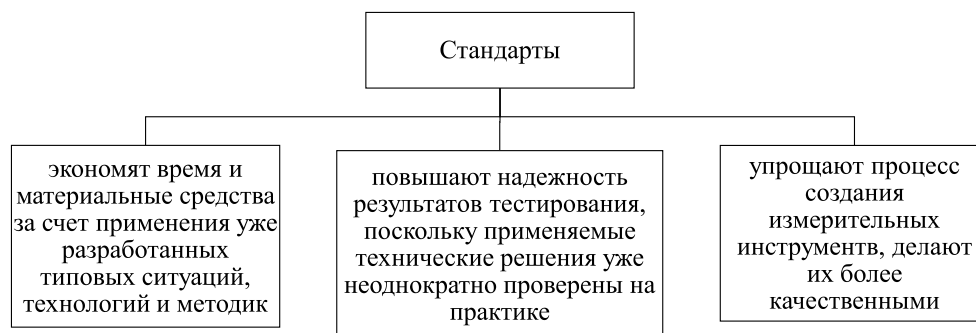 Стандарты
экономят время и
материальные средства
за счет применения уже
разработанных
типовых ситуаций,
технологий и методик
повышают надежность
результатов тестирования,
поскольку применяемые
технические решения уже
неоднократно проверены на
практике
упрощают процесс
создания
измерительных
инструментв, делают
их более
качественными